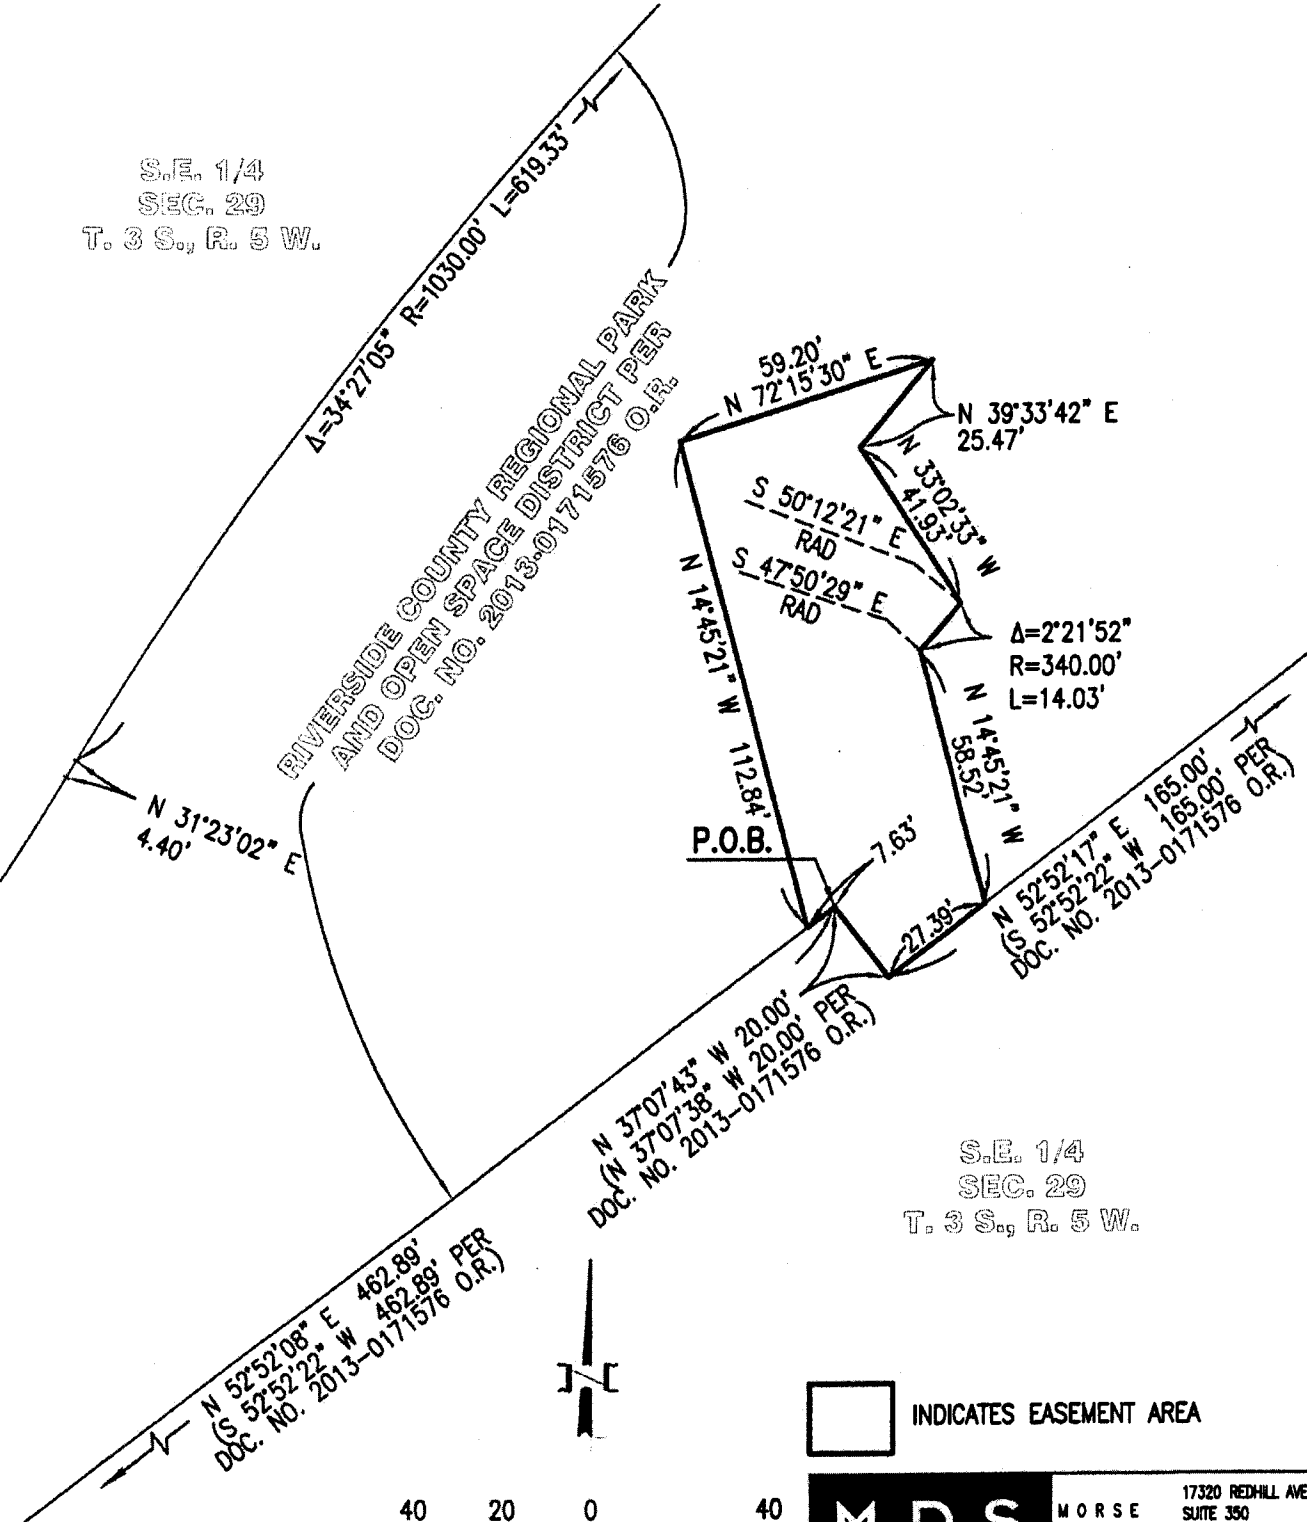 S.E. 1/4
SEC. 29
T. 3 S., R. 5 W.
Δ=34°27'05" R=1030.00' L=619.33'
RIVERSIDE COUNTY REGIONAL PARK
AND OPEN SPACE DISTRICT PER
DOC. NO. 2013-0171576 O.R.
59.20'
N 72°15'30" E
N 39°33'42" E
25.47'
N 33°02'33" W
41.93'
S 50°12'21" E
RAD
S 47°50'29" E
RAD
Δ=2°21'52"
R=340.00'
L=14.03'
N 14°45'21" W 112.84'
N 14°45'21" W
58.52'
N 31°23'02" E
4.40'
P.O.B.
7.63'
27.39'
N 52°52'17" E 165.00'
(S 52°52'22" W 165.00' PER
DOC. NO. 2013-0171576 O.R.)
N 37°07'43" W 20.00'
(N 37°07'38" W 20.00' PER
DOC. NO. 2013-0171576 O.R.)
S.E. 1/4
SEC. 29
T. 3 S., R. 5 W.
N 52°52'08" E 462.89'
(S 52°52'22" W 462.89' PER
DOC. NO. 2013-0171576 O.R.)
INDICATES EASEMENT AREA
40 20 0 40
MDS
MORSE
17320 REDHILL AVE
SUITE 350